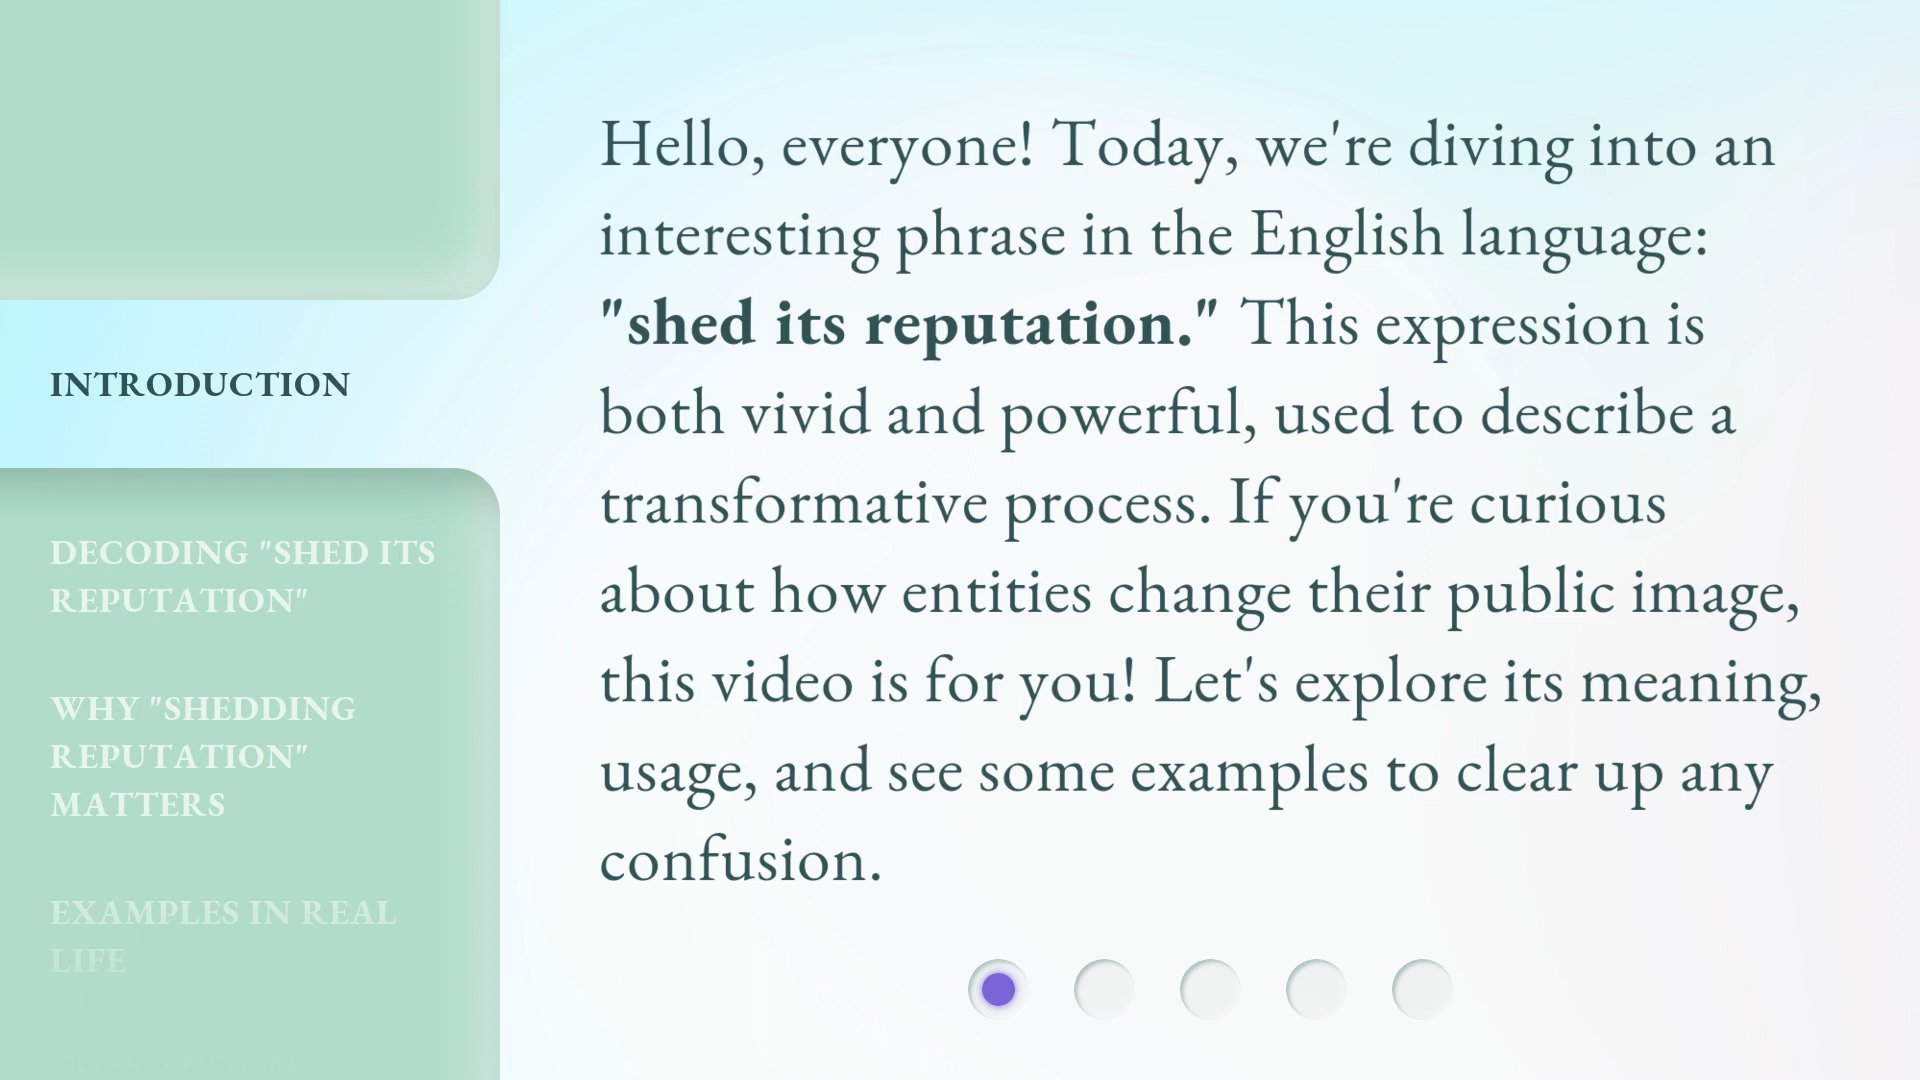 INTRODUCTION
DECODING "SHED ITS
REPUTATION"
WHY "SHEDDING
REPUTATION"
MATTERS
EXAMPLES IN REAL
LIFE
Hello, everyone! Today, we're diving into an
interesting phrase in the English language:
"shed its reputation." This expression is
both vivid and powerful, used to describe a
transformative process. If you're curious
about how entities change their public image,
this video is for you! Let's explore its meaning,
usage, and see some examples to clear up any
confusion.